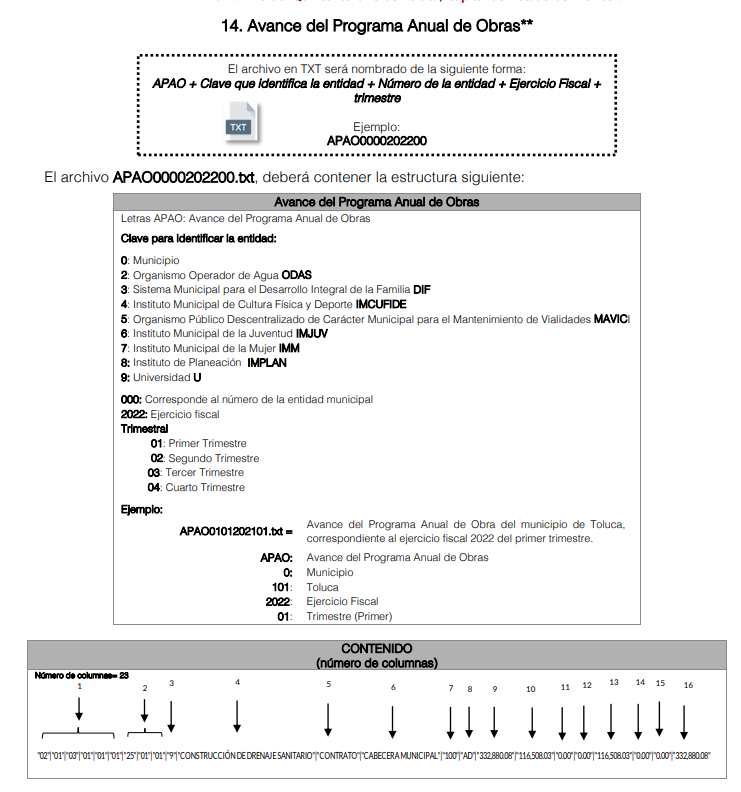 14. Avance del Programa Anual de Obras**
El archivo en TXT será nombrado de la siguiente forma:
APAO + Clave que identifica la entidad + Número de la entidad + Ejercicio Fiscal +
trimestre
TXT
Ejemplo:
APAO0000202200
El archivo APAO0000202200.txt, deberá contener la estructura siguiente:
Avance del Programa Anual de Obras
Letras APAO: Avance del Programa Anual de Obras
Clave para identificar la entidad:
0: Municipio
2: Organismo Operador de Agua ODAS
3: Sistema Municipal para el Desarrollo Integral de la Familia DIF
4: Instituto Municipal de Cultura Física y Deporte IMCUFIDE
5: Organismo Público Descentralizado de Carácter Municipal para el Mantenimiento de Vialidades MAVICI
6: Instituto Municipal de la Juventud IMJUV
7: Instituto Municipal de la Mujer IMM
8: Instituto de Planeación IMPLAN
9: Universidad U
000: Corresponde al número de la entidad municipal
2022: Ejercicio fiscal
Trimestral
01: Primer Trimestre
02: Segundo Trimestre
03: Tercer Trimestre
04: Cuarto Trimestre
Ejemplo:
APAO0101202101.txt = Avance del Programa Anual de Obra del municipio de Toluca,
correspondiente al ejercicio fiscal 2022 del primer trimestre.
APAO: Avance del Programa Anual de Obras
0: Municipio
101: Toluca
2022: Ejercicio Fiscal
01: Trimestre (Primer)
CONTENIDO
(número de columnas)
Número de columnas= 23
1 2 3 4 5 6 7 8 9 10 11 12 13 14 15 16
"02"|"01"|"03"|"01"|"01"|"01"|"25"|"01"|"01"|"9"|"CONSTRUCCIÓN DE DRENAJE SANITARIO"|"CONTRATO"|"CABECERA MUNICIPAL"|"100"|"AD"|"332,880.08"|"116,508.03"|"0.00"|"0.00"|"116,508.03"|"0.00"|"0.00"|"332,880.08"